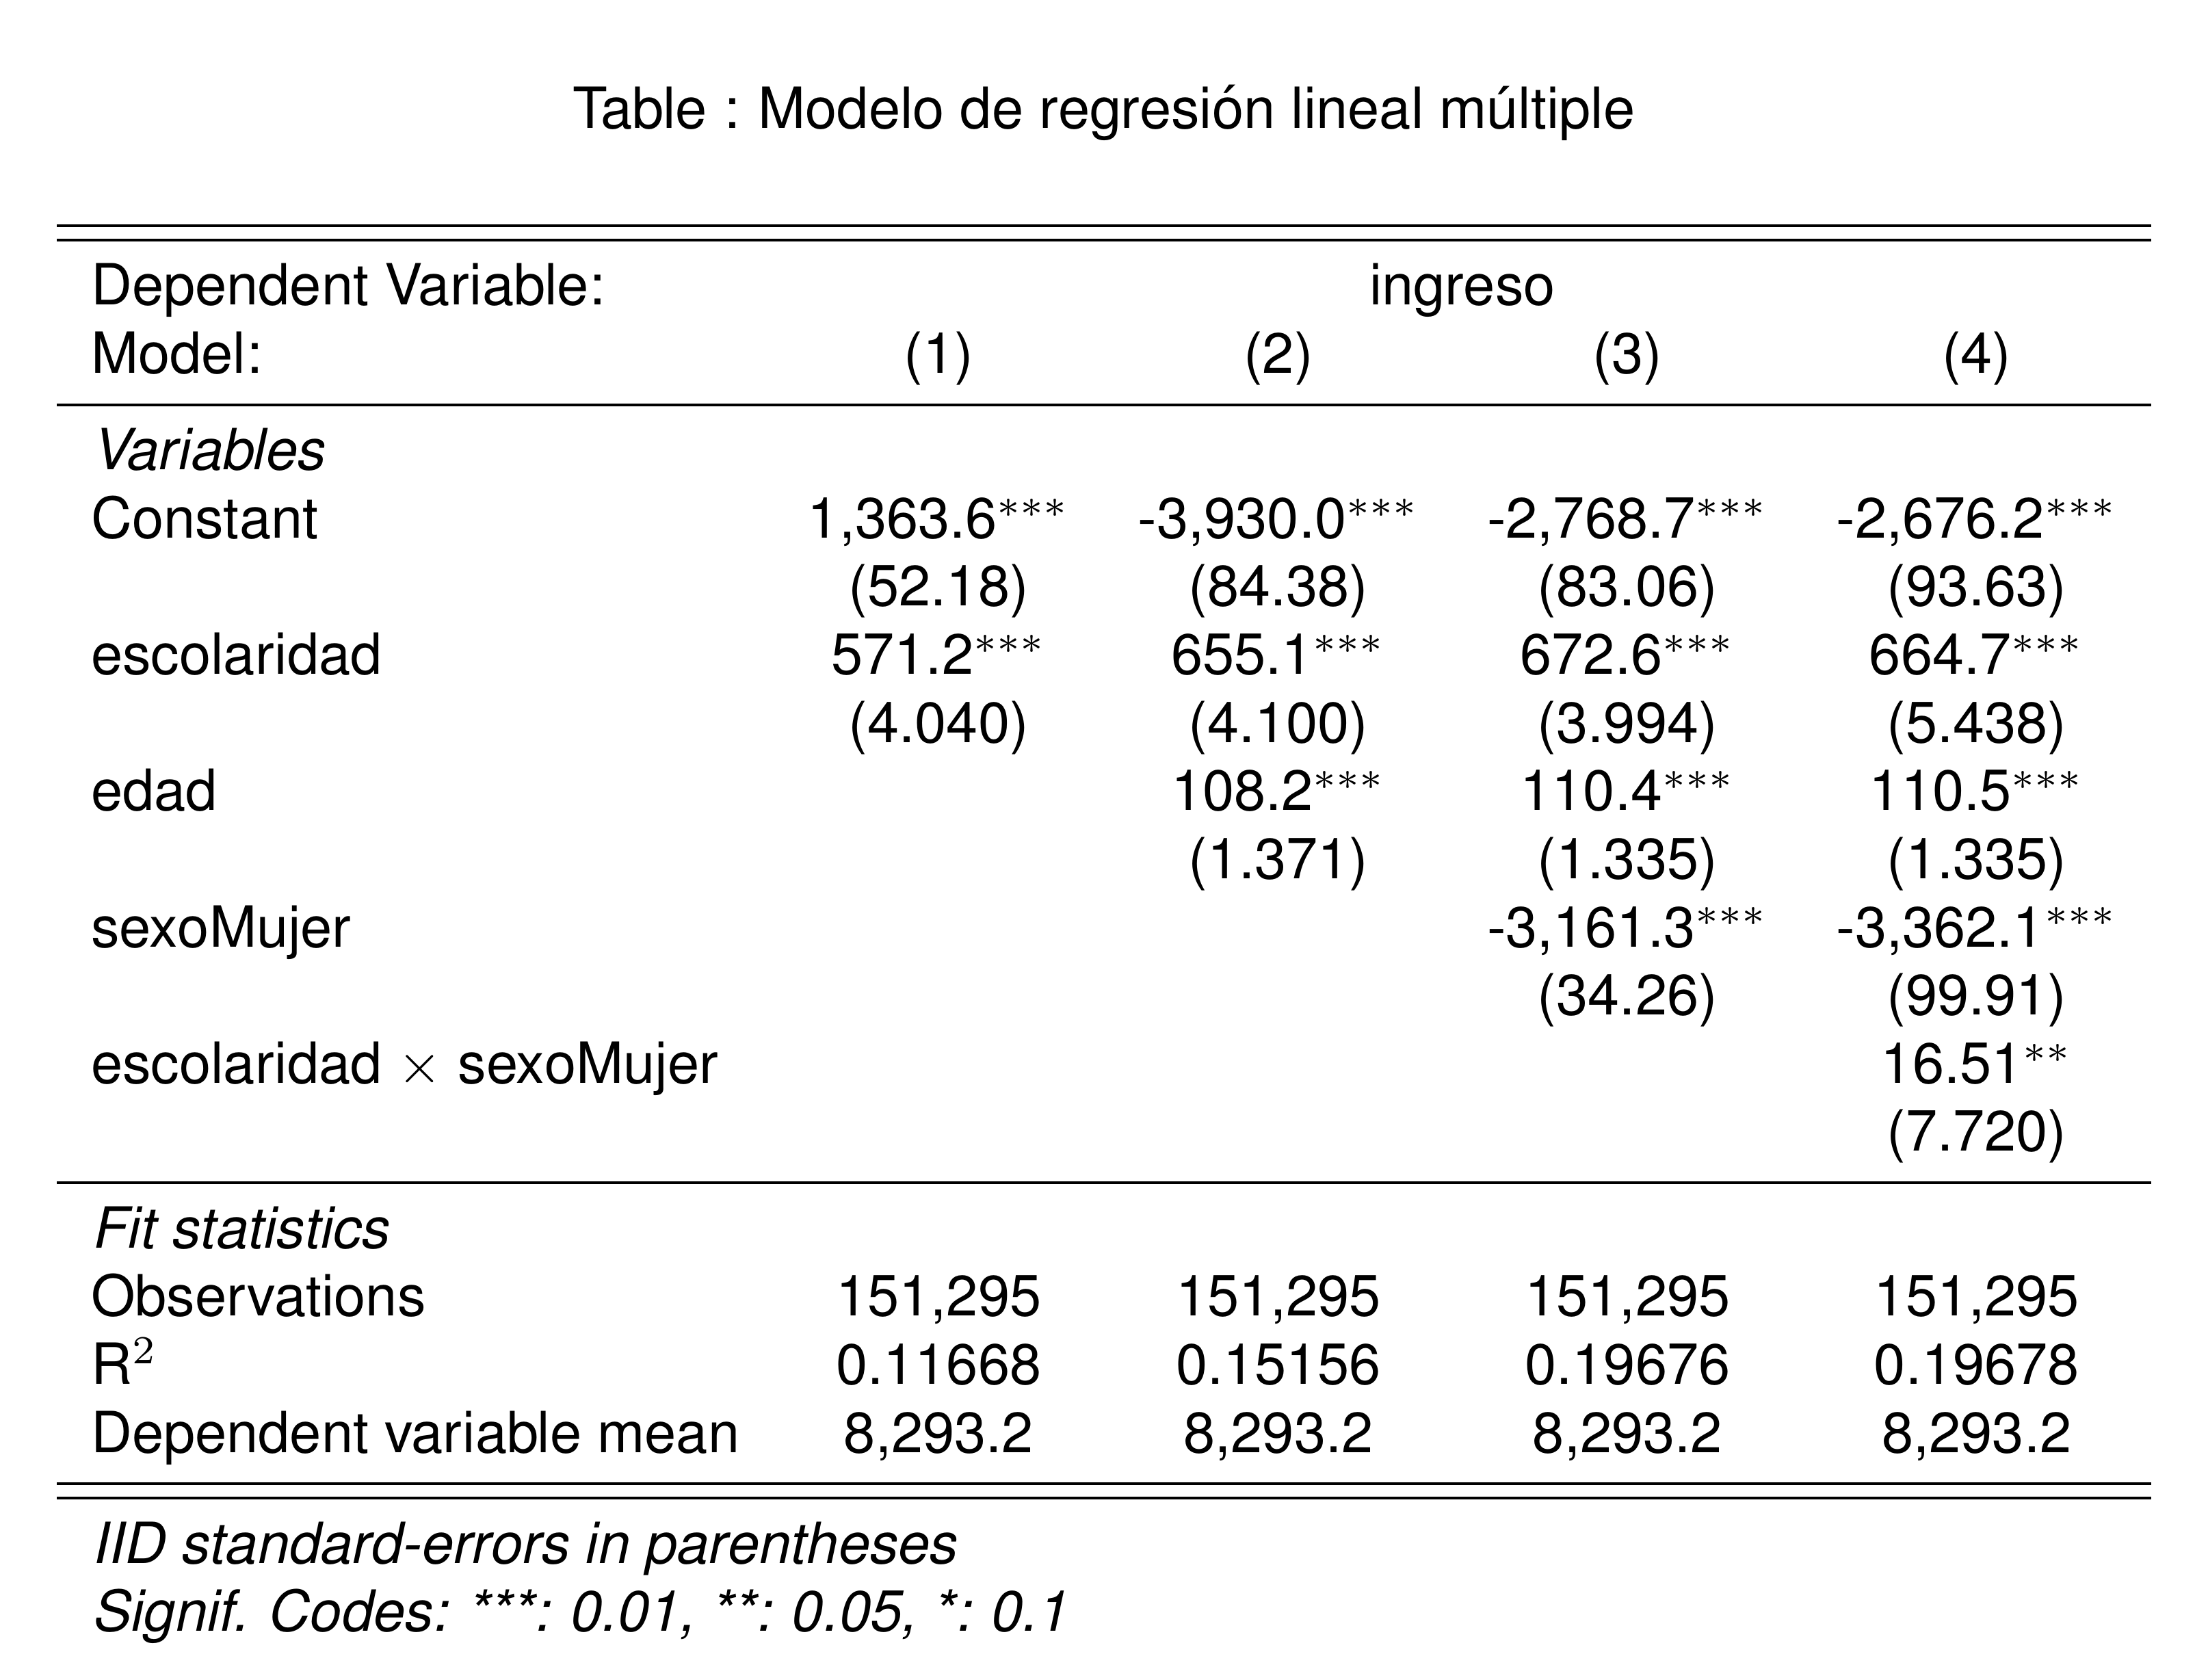 Table : Modelo de regresión lineal múltiple
Dependent Variable: ingreso
Model: (1) (2) (3) (4)
Variables
Constant 1,363.6*** -3,930.0*** -2,768.7*** -2,676.2***
(52.18) (84.38) (83.06) (93.63)
escolaridad 571.2*** 655.1*** 672.6*** 664.7***
(4.040) (4.100) (3.994) (5.438)
edad 108.2*** 110.4*** 110.5***
(1.371) (1.335) (1.335)
sexoMujer -3,161.3*** -3,362.1***
(34.26) (99.91)
escolaridad × sexoMujer 16.51**
(7.720)
Fit statistics
Observations 151,295 151,295 151,295 151,295
R² 0.11668 0.15156 0.19676 0.19678
Dependent variable mean 8,293.2 8,293.2 8,293.2 8,293.2
IID standard-errors in parentheses
Signif. Codes: ***: 0.01, **: 0.05, *: 0.1